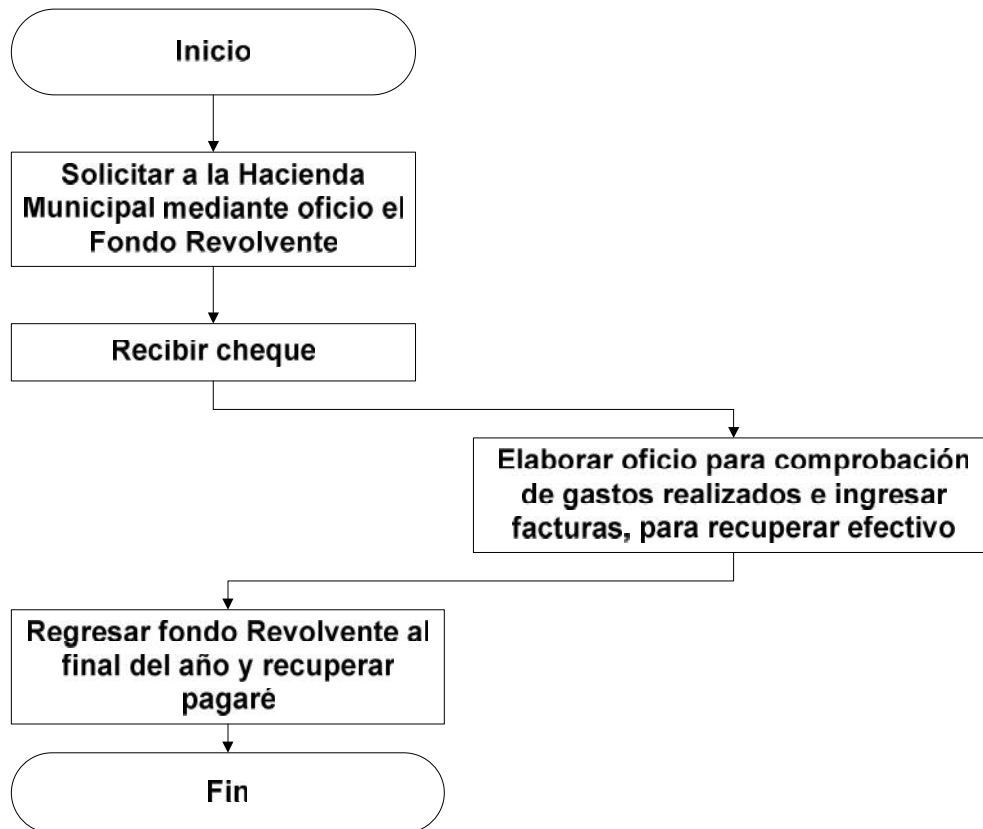 Inicio
Solicitar a la Hacienda
Municipal mediante oficio el
Fondo Revolvente
Recibir cheque
Elaborar oficio para comprobación
de gastos realizados e ingresar
facturas, para recuperar efectivo
Regresar fondo Revolvente al
final del año y recuperar
pagaré
Fin